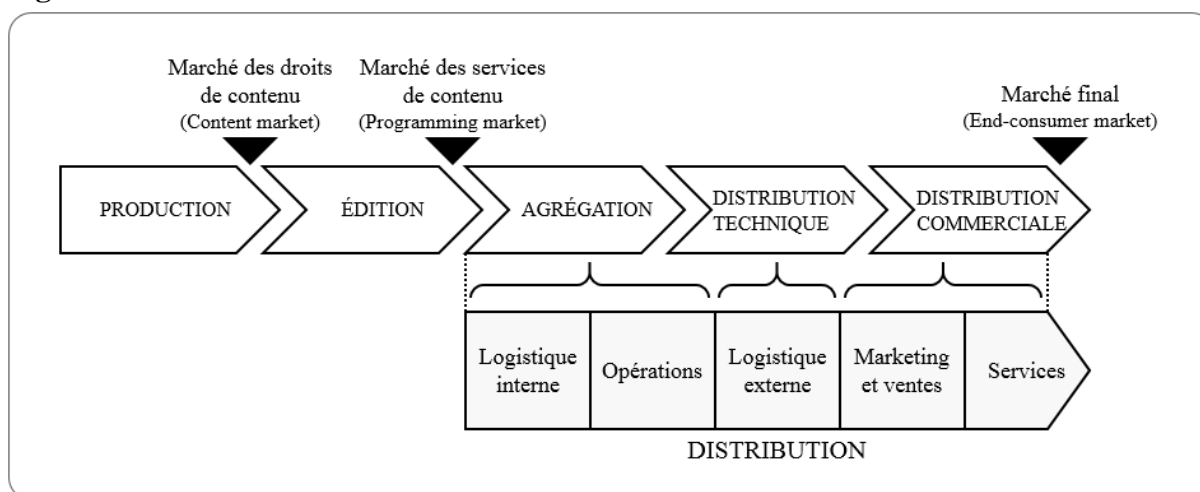 Marché des droits
de contenu
(Content market)
Marché des services
de contenu
(Programming market)
Marché final
(End-consumer market)
PRODUCTION
ÉDITION
AGRÉGATION
DISTRIBUTION
TECHNIQUE
DISTRIBUTION
COMMERCIALE
Logistique
interne
Opérations
Logistique
externe
Marketing
et ventes
Services
DISTRIBUTION